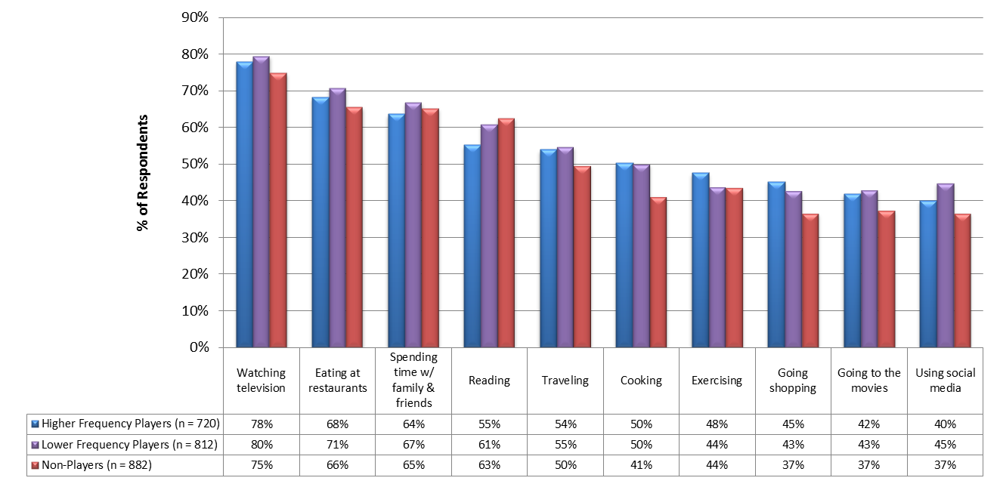 90%
80%
70%
60%
50%
40%
30%
20%
10%
0%
% of Respondents
Watching television
Eating at restaurants
Spending time w/ family & friends
Reading
Traveling
Cooking
Exercising
Going shopping
Going to the movies
Using social media
Higher Frequency Players (n = 720) 78% 68% 64% 55% 54% 50% 48% 45% 42% 40%
Lower Frequency Players (n = 812) 80% 71% 67% 61% 55% 50% 44% 43% 43% 45%
Non-Players (n = 882) 75% 66% 65% 63% 50% 41% 44% 37% 37% 37%